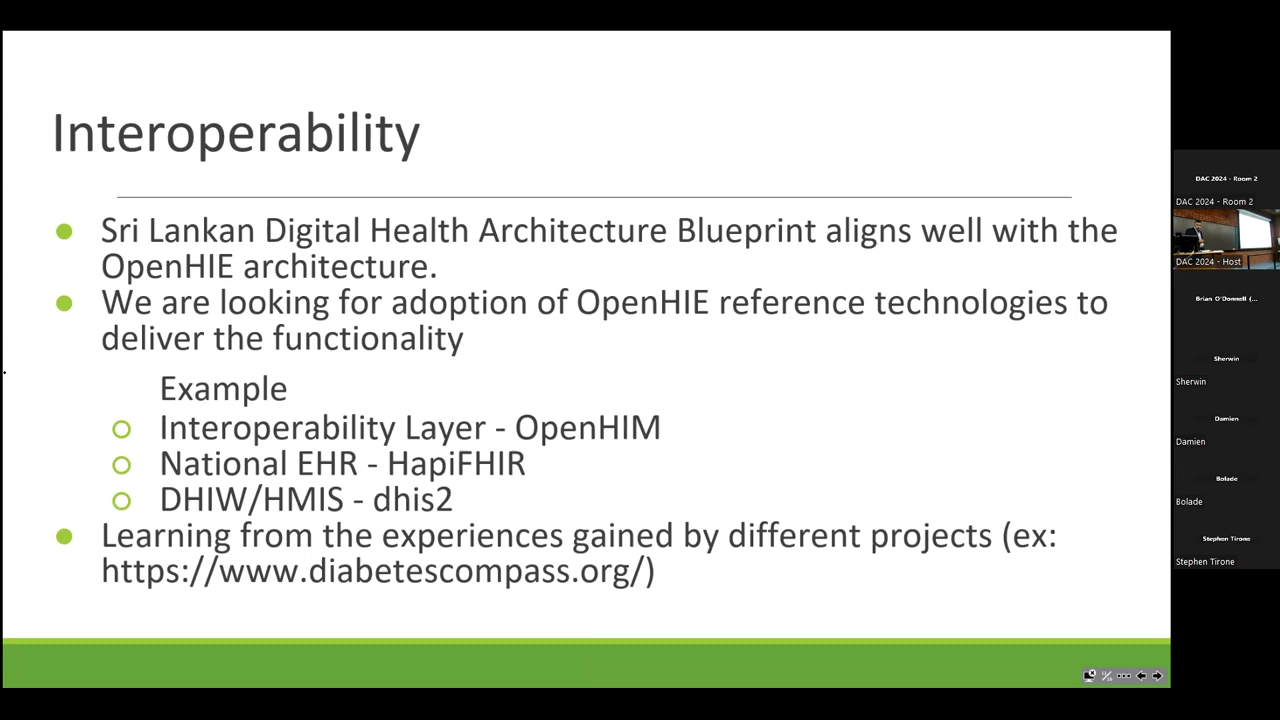 Interoperability
Sri Lankan Digital Health Architecture Blueprint aligns well with the
OpenHIE architecture.
We are looking for adoption of OpenHIE reference technologies to
deliver the functionality
Example
Interoperability Layer - OpenHIM
National EHR - HapiFHIR
DHIW/HMIS - dhis2
Learning from the experiences gained by different projects (ex:
https://www.diabetescompass.org/)
DAC 2024 - Room 2
DAC 2024 - Room 2
DAC 2024 - Host
Brian O'Donnell (...
Sherwin
Sherwin
Damien
Damien
Bolade
Bolade
Stephen Tirone
Stephen Tirone